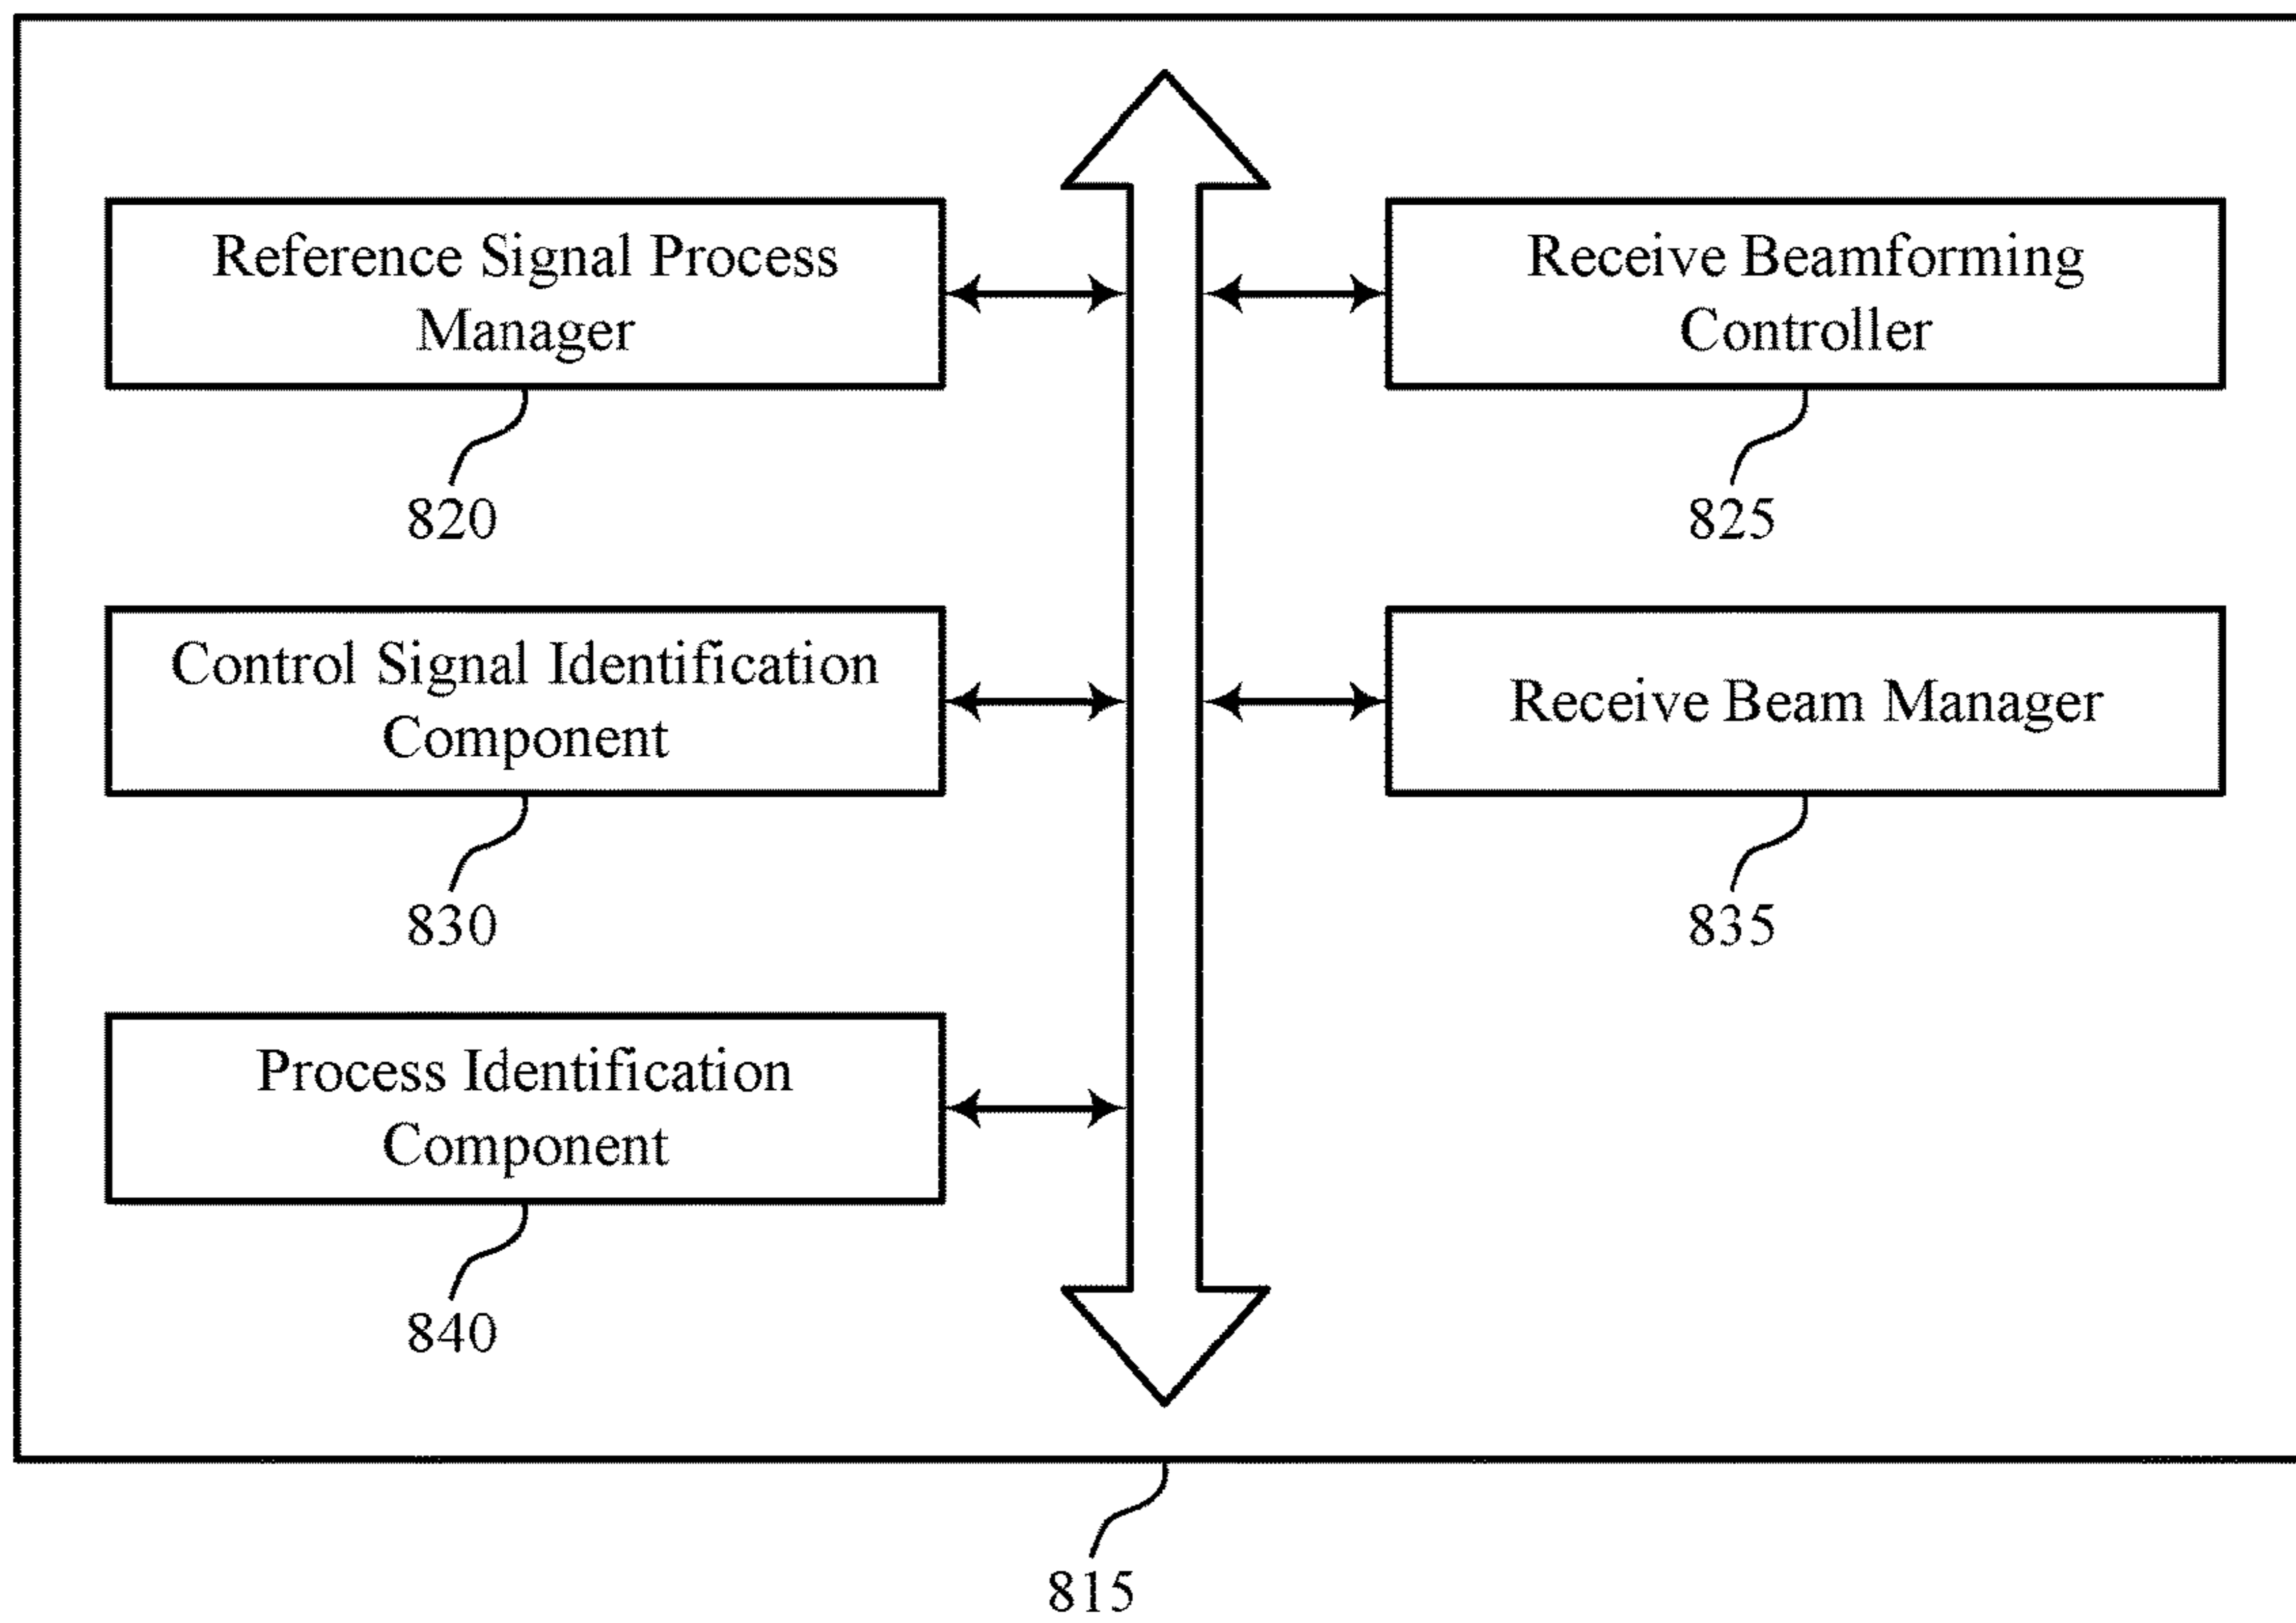 Reference Signal Process
Manager
820
Receive Beamforming
Controller
825
Control Signal Identification
Component
830
Receive Beam Manager
835
Process Identification
Component
840
815